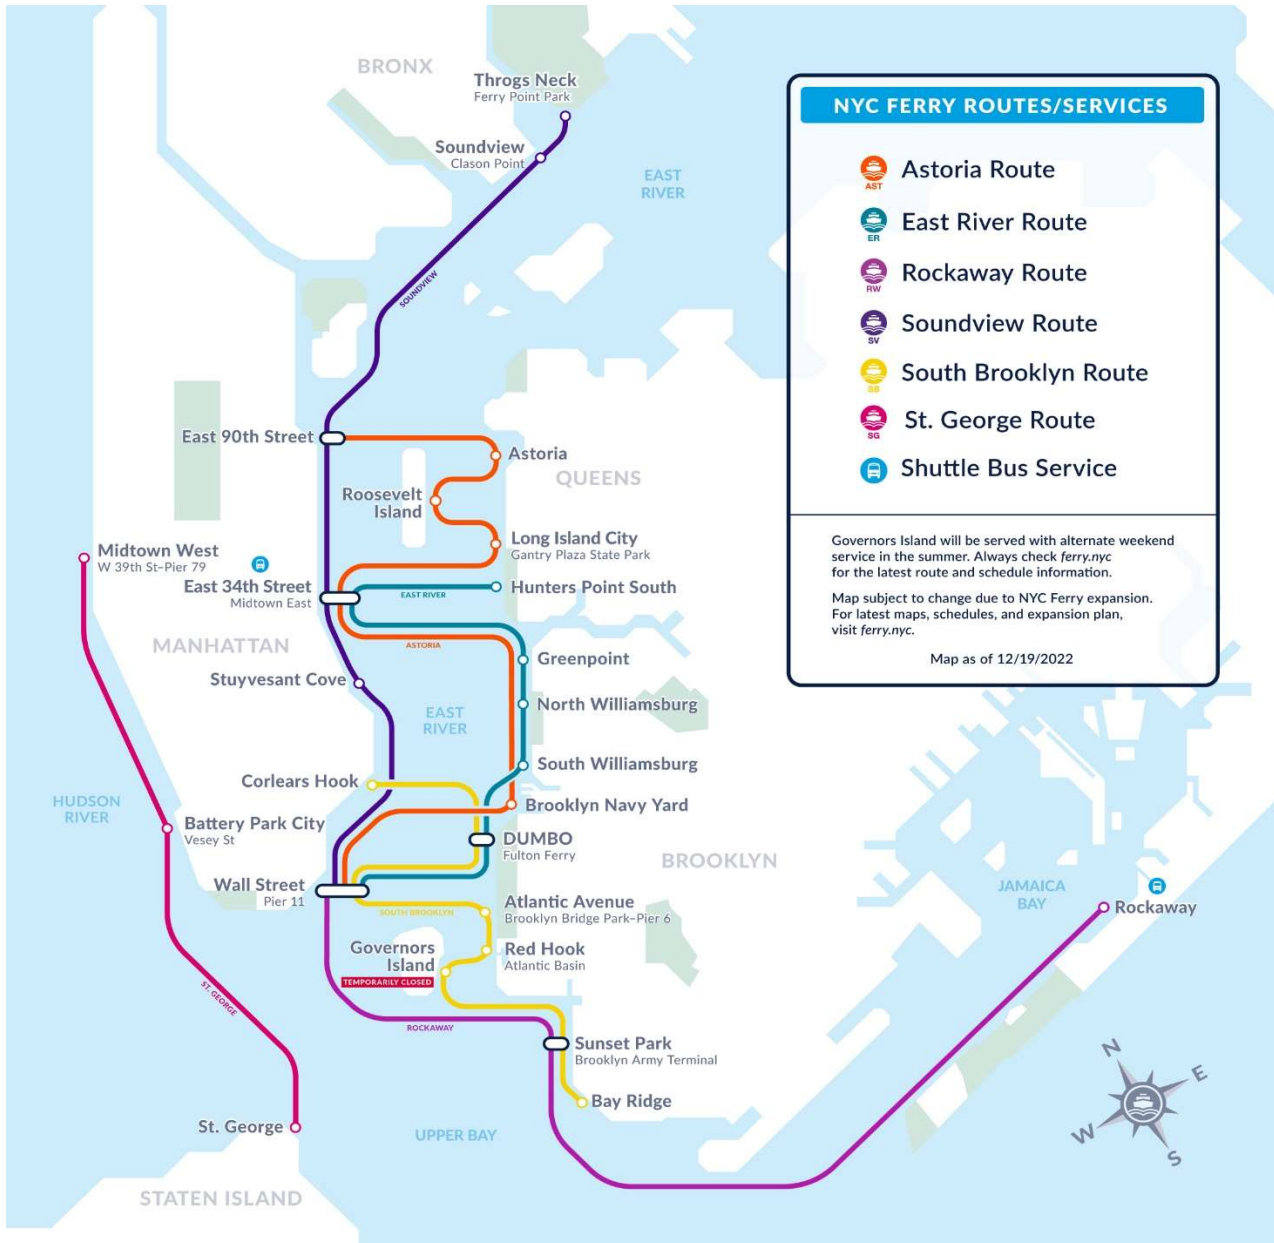 BRONX
Throgs Neck
Ferry Point Park
Soundview
Clason Point
EAST
RIVER
SOUNDVIEW
NYC FERRY ROUTES/SERVICES
AST
Astoria Route
ER
East River Route
RW
Rockaway Route
SV
Soundview Route
SB
South Brooklyn Route
SG
St. George Route
Shuttle Bus Service
Governors Island will be served with alternate weekend
service in the summer. Always check ferry.nyc
for the latest route and schedule information.
Map subject to change due to NYC Ferry expansion.
For latest maps, schedules, and expansion plan,
visit ferry.nyc.
Map as of 12/19/2022
East 90th Street
Astoria
QUEENS
Roosevelt
Island
Long Island City
Gantry Plaza State Park
Midtown West
W 39th St–Pier 79
East 34th Street
Midtown East
EAST RIVER
Hunters Point South
MANHATTAN
ASTORIA
Greenpoint
Stuyvesant Cove
North Williamsburg
EAST
RIVER
South Williamsburg
Corlears Hook
HUDSON
RIVER
Brooklyn Navy Yard
Battery Park City
Vesey St
DUMBO
Fulton Ferry
BROOKLYN
Wall Street
Pier 11
JAMAICA
BAY
Rockaway
SOUTH BROOKLYN
Atlantic Avenue
Brooklyn Bridge Park–Pier 6
Governors
Island
TEMPORARILY CLOSED
Red Hook
Atlantic Basin
ST. GEORGE
ROCKAWAY
Sunset Park
Brooklyn Army Terminal
Bay Ridge
St. George
UPPER BAY
STATEN ISLAND
N
E
W
S